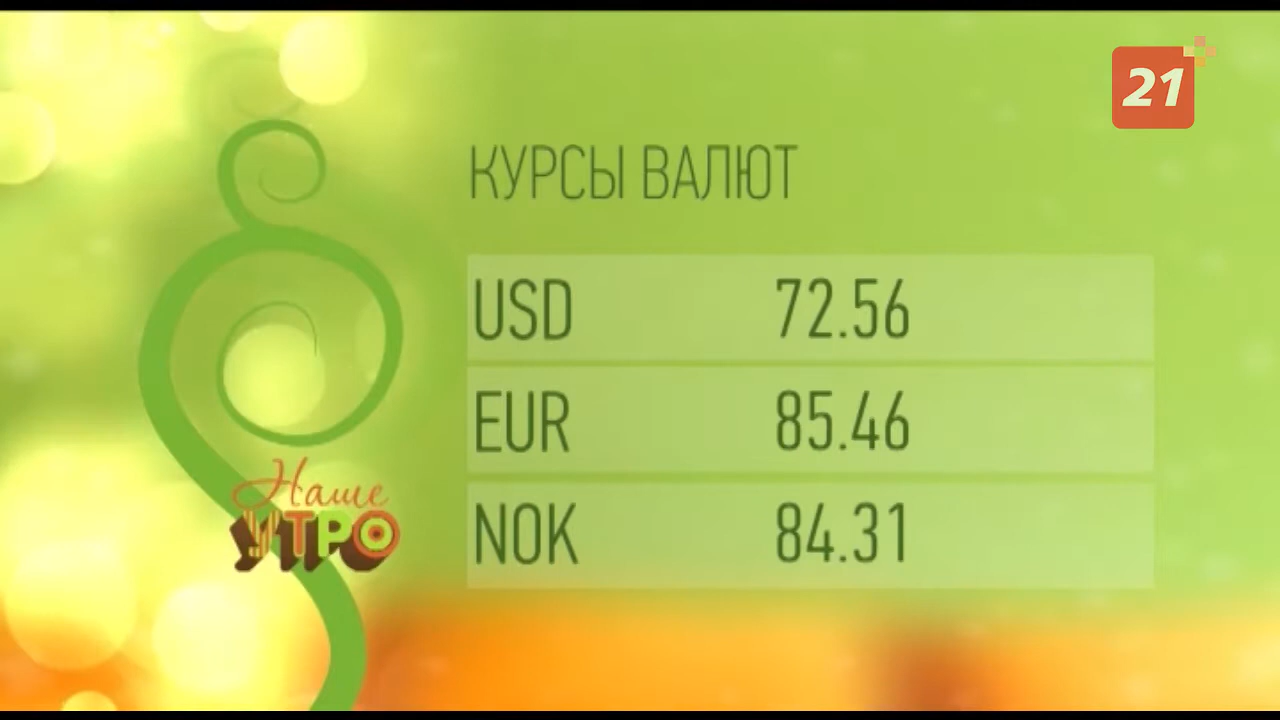 21
КУРСЫ ВАЛЮТ
USD 72.56
EUR 85.46
NOK 84.31
Наше
УТРО